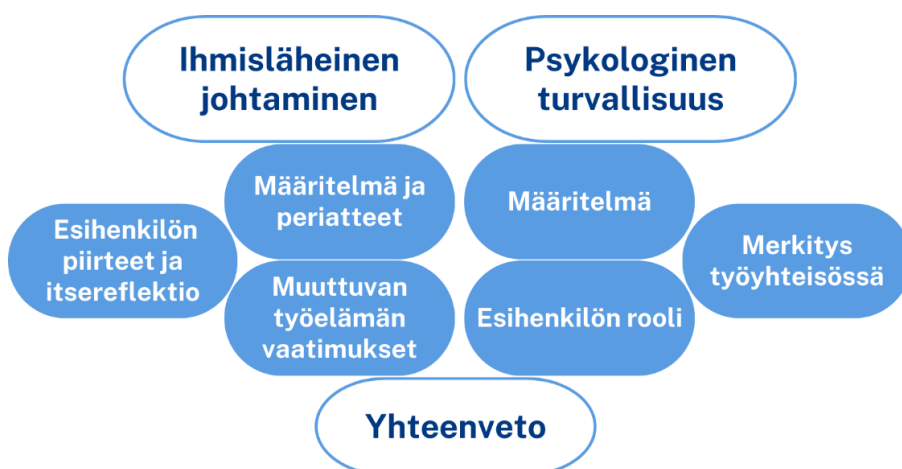 Ihmisläheinen
johtaminen
Psykologinen
turvallisuus
Määritelmä ja
periatteet
Määritelmä
Esihenkilön
piirteet ja
itsereflektio
Merkitys
työyhteisössä
Muuttuvan
työelämän
vaatimukset
Esihenkilön rooli
Yhteenveto